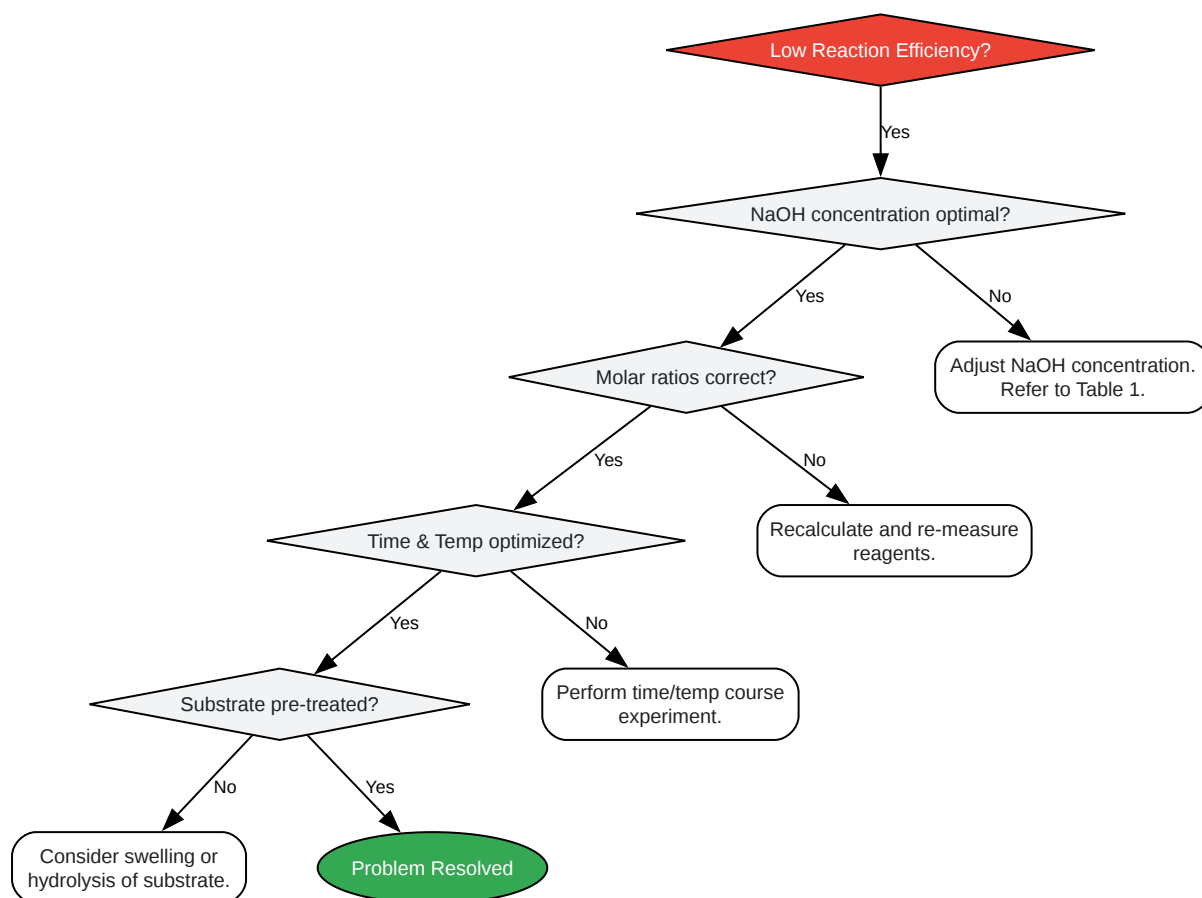 Low Reaction Efficiency?
Yes
NaOH concentration optimal?
Yes
No
Molar ratios correct?
Adjust NaOH concentration.
Refer to Table 1.
Yes
No
Time & Temp optimized?
Recalculate and re-measure
reagents.
Yes
No
Substrate pre-treated?
Perform time/temp course
experiment.
No
Yes
Consider swelling or
hydrolysis of substrate.
Problem Resolved